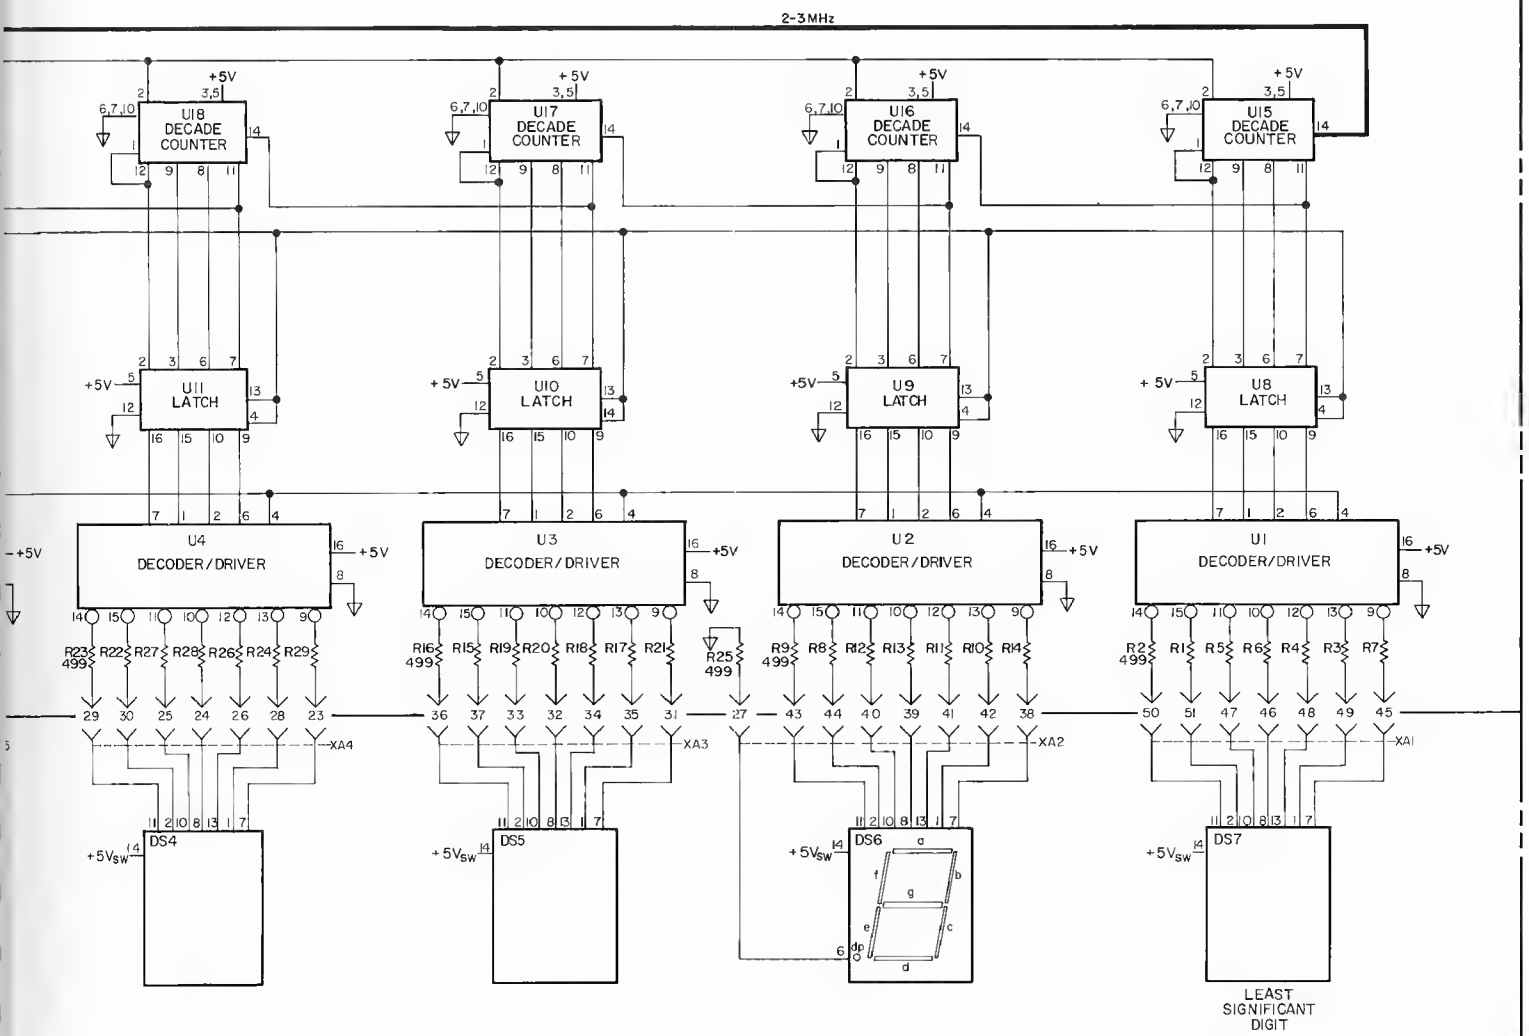 2-3MHz
+5V +5V +5V +5V
2 3,5 2 3,5 2 3,5 2 3,5
6,7,10 U18 6,7,10 U17 6,7,10 U16 6,7,10 U15
DECADE DECADE DECADE DECADE
COUNTER COUNTER COUNTER COUNTER
14 14 14 14
1 1 1 1
12 9 8 11 12 9 8 11 12 9 8 11 12 9 8 11
2 3 6 7 2 3 6 7 2 3 6 7 2 3 6 7
+5V 5 U11 13 +5V 5 U10 13 +5V 5 U9 13 +5V 5 U8 13
LATCH LATCH LATCH LATCH
12 4 12 14 12 4 12 4
16 15 10 9 16 15 10 9 16 15 10 9 16 15 10 9
7 1 2 6 4 7 1 2 6 4 7 1 2 6 4 7 1 2 6 4
U4 U3 U2 U1
+5V DECODER/DRIVER 16 +5V DECODER/DRIVER 16 +5V DECODER/DRIVER 16 +5V DECODER/DRIVER 16 +5V
8 8 8 8
14 15 11 10 12 13 9 14 15 11 10 12 13 9 14 15 11 10 12 13 9 14 15 11 10 12 13 9
R23 R22 R27 R28 R26 R24 R29 R16 R15 R19 R20 R18 R17 R21 R25 R9 R8 R12 R13 R11 R10 R14 R2 R1 R5 R6 R4 R3 R7
499 499 499 499 499
29 30 25 24 26 28 23 36 37 33 32 34 35 31 27 43 44 40 39 41 42 38 50 51 47 46 48 49 45
XA4 XA3 XA2 XA1
11 2 10 8 13 1 7 11 2 10 8 13 1 7 11 2 10 8 13 1 7 11 2 10 8 13 1 7
DS4 DS5 DS6 DS7
+5VSW 14 +5VSW 14 +5VSW 14 +5VSW 14
a
f b
g
e c
6 dp
d
LEAST
SIGNIFICANT
DIGIT